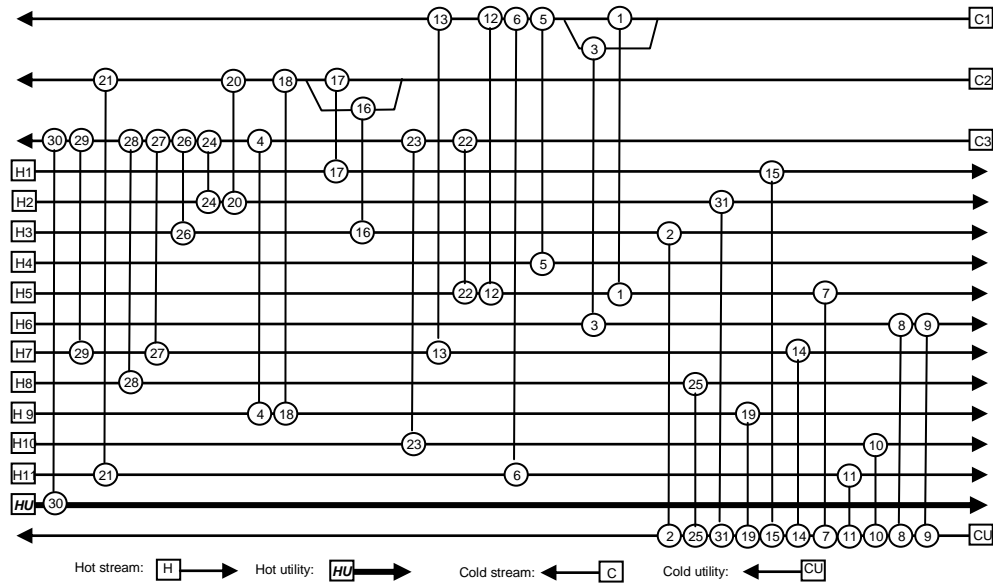 13 12 6 5 1 C1
3
21 20 18 17 C2
16
30 29 28 27 26 24 4 23 22 C3
H1 17 15
H2 24 20 31
H3 26 16 2
H4 5
H5 22 12 1 7
H6 3 8 9
H7 29 27 13 14
H8 28 25
H 9 4 18 19
H10 23 10
H11 21 6 11
HU 30
2 25 31 19 15 14 7 11 10 8 9 CU
Hot stream: H Hot utility: HU Cold stream: C Cold utility: CU